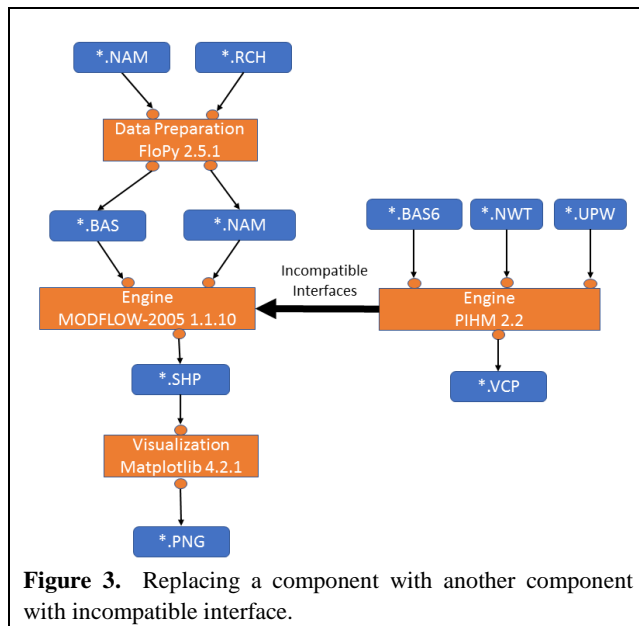 *.NAM
*.RCH
Data Preparation
FloPy 2.5.1
*.BAS
*.NAM
*.BAS6
*.NWT
*.UPW
Incompatible
Interfaces
Engine
MODFLOW-2005 1.1.10
Engine
PIHM 2.2
*.SHP
*.VCP
Visualization
Matplotlib 4.2.1
*.PNG
Figure 3. Replacing a component with another component
with incompatible interface.